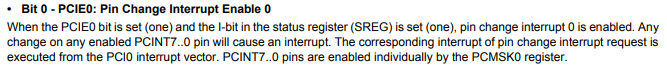 • Bit 0 - PCIE0: Pin Change Interrupt Enable 0
When the PCIE0 bit is set (one) and the I-bit in the status register (SREG) is set (one), pin change interrupt 0 is enabled. Any
change on any enabled PCINT7..0 pin will cause an interrupt. The corresponding interrupt of pin change interrupt request is
executed from the PCI0 interrupt vector. PCINT7..0 pins are enabled individually by the PCMSK0 register.